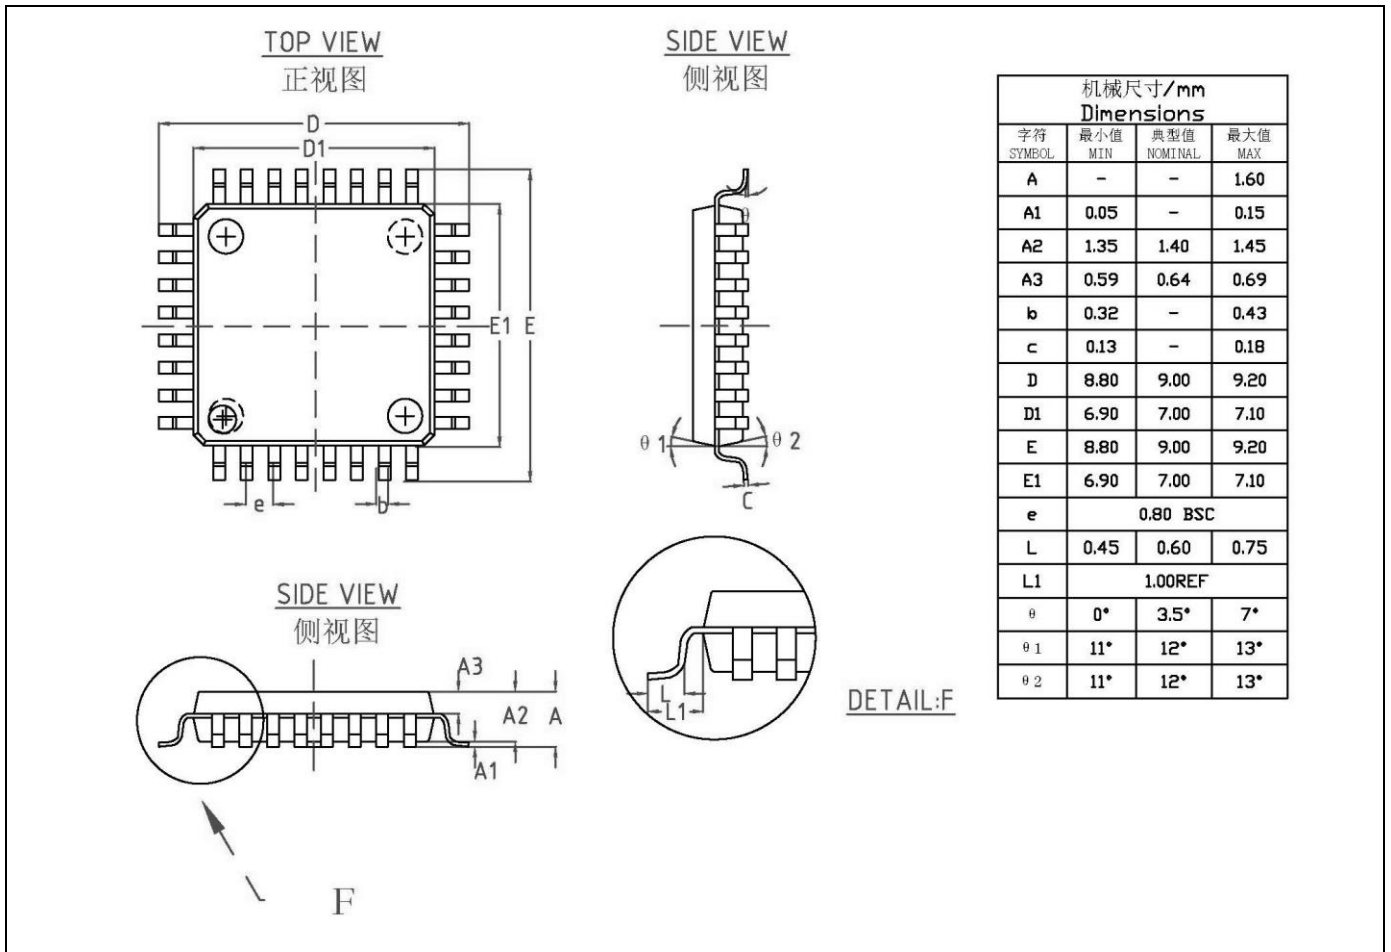 TOP VIEW
正视图
D
D1
E1 E
e
b
SIDE VIEW
侧视图
θ
θ 1
θ 2
C
SIDE VIEW
侧视图
A3
A2
A
A1
F
L
L1
DETAIL:F
机械尺寸/mm
Dimensions
字符 最小值 典型值 最大值
SYMBOL MIN NOMINAL MAX
A - - 1.60
A1 0.05 - 0.15
A2 1.35 1.40 1.45
A3 0.59 0.64 0.69
b 0.32 - 0.43
c 0.13 - 0.18
D 8.80 9.00 9.20
D1 6.90 7.00 7.10
E 8.80 9.00 9.20
E1 6.90 7.00 7.10
e 0.80 BSC
L 0.45 0.60 0.75
L1 1.00REF
θ 0° 3.5° 7°
θ 1 11° 12° 13°
θ 2 11° 12° 13°